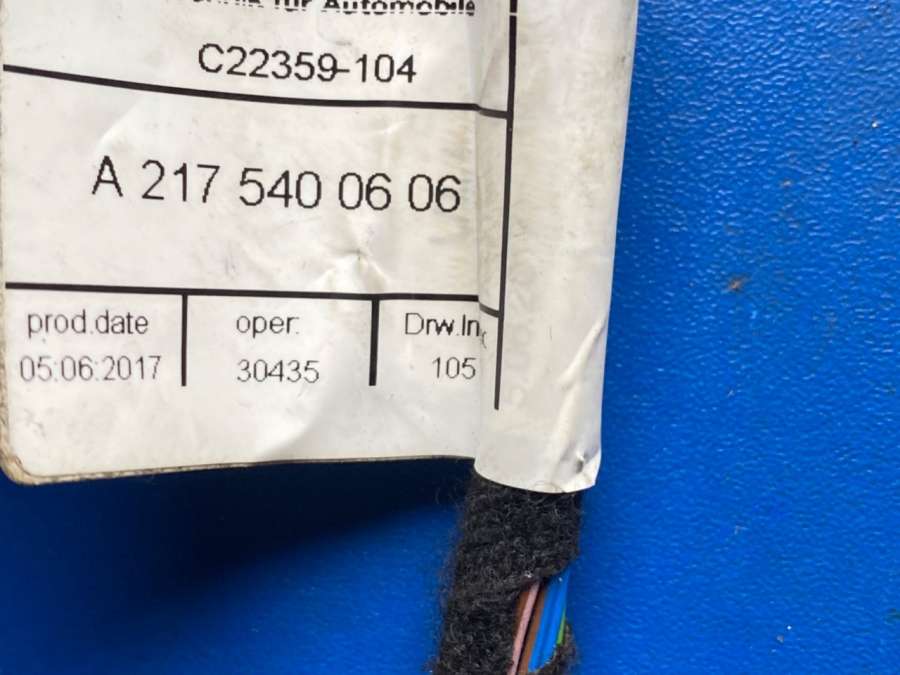 für Automobile
C22359-104
A 217 540 06 06
prod.date oper: Drw.In
05:06:2017 30435 105